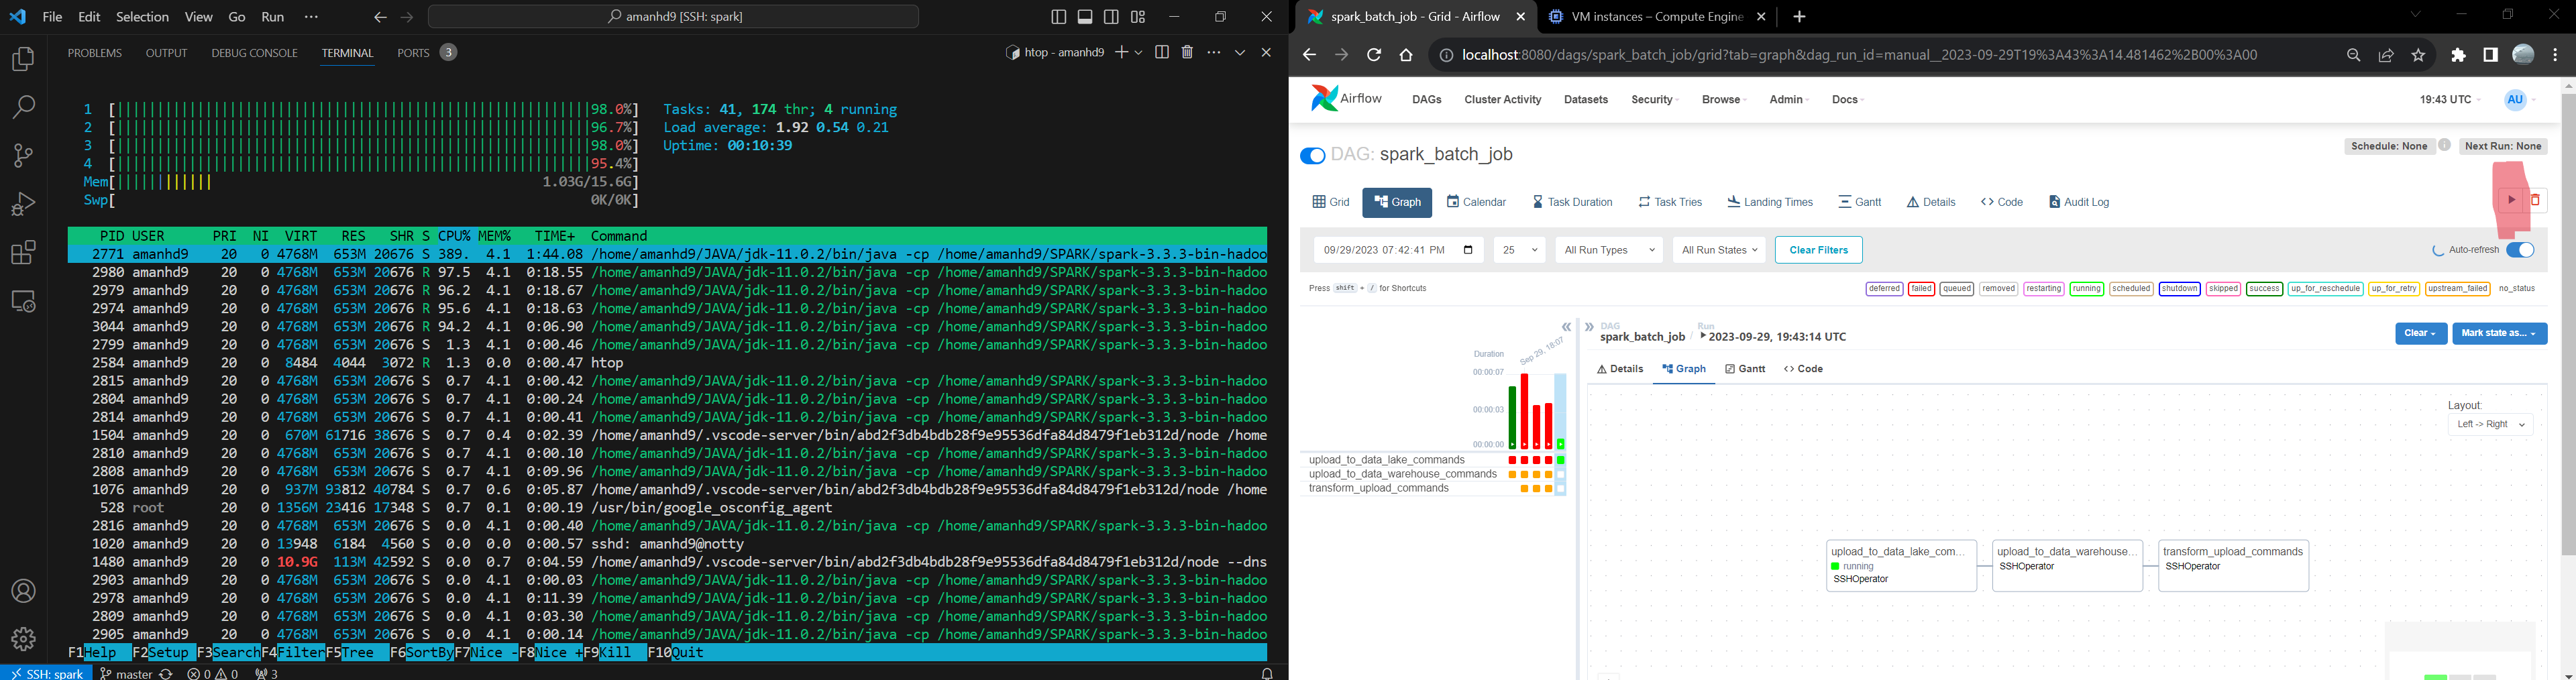 File Edit Selection View Go Run ··· amanhd9 [SSH: spark]
PROBLEMS OUTPUT DEBUG CONSOLE TERMINAL PORTS 3 htop - amanhd9
1 [98.0%] Tasks: 41, 174 thr; 4 running
2 [96.7%] Load average: 1.92 0.54 0.21
3 [98.0%] Uptime: 00:10:39
4 [95.4%]
Mem[1.03G/15.6G]
Swp[0K/0K]
PID USER PRI NI VIRT RES SHR S CPU% MEM% TIME+ Command
2771 amanhd9 20 0 4768M 653M 20676 S 389. 4.1 1:44.08 /home/amanhd9/JAVA/jdk-11.0.2/bin/java -cp /home/amanhd9/SPARK/spark-3.3.3-bin-hadoo
2980 amanhd9 20 0 4768M 653M 20676 R 97.5 4.1 0:18.55 /home/amanhd9/JAVA/jdk-11.0.2/bin/java -cp /home/amanhd9/SPARK/spark-3.3.3-bin-hadoo
2979 amanhd9 20 0 4768M 653M 20676 R 96.2 4.1 0:18.67 /home/amanhd9/JAVA/jdk-11.0.2/bin/java -cp /home/amanhd9/SPARK/spark-3.3.3-bin-hadoo
2974 amanhd9 20 0 4768M 653M 20676 R 95.6 4.1 0:18.63 /home/amanhd9/JAVA/jdk-11.0.2/bin/java -cp /home/amanhd9/SPARK/spark-3.3.3-bin-hadoo
3044 amanhd9 20 0 4768M 653M 20676 R 94.2 4.1 0:06.90 /home/amanhd9/JAVA/jdk-11.0.2/bin/java -cp /home/amanhd9/SPARK/spark-3.3.3-bin-hadoo
2799 amanhd9 20 0 4768M 653M 20676 S 1.3 4.1 0:00.46 /home/amanhd9/JAVA/jdk-11.0.2/bin/java -cp /home/amanhd9/SPARK/spark-3.3.3-bin-hadoo
2584 amanhd9 20 0 8484 4044 3072 R 1.3 0.0 0:00.47 htop
2815 amanhd9 20 0 4768M 653M 20676 S 0.7 4.1 0:00.42 /home/amanhd9/JAVA/jdk-11.0.2/bin/java -cp /home/amanhd9/SPARK/spark-3.3.3-bin-hadoo
2804 amanhd9 20 0 4768M 653M 20676 S 0.7 4.1 0:00.24 /home/amanhd9/JAVA/jdk-11.0.2/bin/java -cp /home/amanhd9/SPARK/spark-3.3.3-bin-hadoo
2814 amanhd9 20 0 4768M 653M 20676 S 0.7 4.1 0:00.41 /home/amanhd9/JAVA/jdk-11.0.2/bin/java -cp /home/amanhd9/SPARK/spark-3.3.3-bin-hadoo
1504 amanhd9 20 0 670M 61716 38676 S 0.7 0.4 0:02.39 /home/amanhd9/.vscode-server/bin/abd2f3db4bdb28f9e95536dfa84d8479f1eb312d/node /home
2810 amanhd9 20 0 4768M 653M 20676 S 0.7 4.1 0:00.10 /home/amanhd9/JAVA/jdk-11.0.2/bin/java -cp /home/amanhd9/SPARK/spark-3.3.3-bin-hadoo
2808 amanhd9 20 0 4768M 653M 20676 S 0.7 4.1 0:09.96 /home/amanhd9/JAVA/jdk-11.0.2/bin/java -cp /home/amanhd9/SPARK/spark-3.3.3-bin-hadoo
1076 amanhd9 20 0 937M 93812 40784 S 0.7 0.6 0:05.87 /home/amanhd9/.vscode-server/bin/abd2f3db4bdb28f9e95536dfa84d8479f1eb312d/node /home
528 root 20 0 1356M 23416 17348 S 0.7 0.1 0:00.19 /usr/bin/google_osconfig_agent
2816 amanhd9 20 0 4768M 653M 20676 S 0.0 4.1 0:00.40 /home/amanhd9/JAVA/jdk-11.0.2/bin/java -cp /home/amanhd9/SPARK/spark-3.3.3-bin-hadoo
1020 amanhd9 20 0 13948 6184 4560 S 0.0 0.0 0:00.57 sshd: amanhd9@notty
1480 amanhd9 20 0 10.9G 113M 42592 S 0.0 0.7 0:04.59 /home/amanhd9/.vscode-server/bin/abd2f3db4bdb28f9e95536dfa84d8479f1eb312d/node --dns
2903 amanhd9 20 0 4768M 653M 20676 S 0.0 4.1 0:00.03 /home/amanhd9/JAVA/jdk-11.0.2/bin/java -cp /home/amanhd9/SPARK/spark-3.3.3-bin-hadoo
2978 amanhd9 20 0 4768M 653M 20676 S 0.0 4.1 0:11.39 /home/amanhd9/JAVA/jdk-11.0.2/bin/java -cp /home/amanhd9/SPARK/spark-3.3.3-bin-hadoo
2809 amanhd9 20 0 4768M 653M 20676 S 0.0 4.1 0:03.30 /home/amanhd9/JAVA/jdk-11.0.2/bin/java -cp /home/amanhd9/SPARK/spark-3.3.3-bin-hadoo
2905 amanhd9 20 0 4768M 653M 20676 S 0.0 4.1 0:00.14 /home/amanhd9/JAVA/jdk-11.0.2/bin/java -cp /home/amanhd9/SPARK/spark-3.3.3-bin-hadoo
F1Help F2Setup F3SearchF4FilterF5Tree F6SortByF7Nice -F8Nice +F9Kill F10Quit
SSH: spark master 0 0 3
spark_batch_job - Grid - Airflow VM instances – Compute Engine
localhost:8080/dags/spark_batch_job/grid?tab=graph&dag_run_id=manual__2023-09-29T19%3A43%3A14.481462%2B00%3A00
Airflow DAGs Cluster Activity Datasets Security Browse Admin Docs 19:43 UTC AU
DAG: spark_batch_job Schedule: None Next Run: None
Grid Graph Calendar Task Duration Task Tries Landing Times Gantt Details <> Code Audit Log
09/29/2023 07:42:41 PM 25 All Run Types All Run States Clear Filters Auto-refresh
Press shift + / for Shortcuts deferred failed queued removed restarting running scheduled shutdown skipped success up_for_reschedule up_for_retry upstream_failed no_status
DAG Run
spark_batch_job / 2023-09-29, 19:43:14 UTC Clear Mark state as...
Duration Sep 29, 18:07
00:00:07
00:00:03
00:00:00
upload_to_data_lake_commands
upload_to_data_warehouse_commands
transform_upload_commands
Details Graph Gantt <> Code
Layout:
Left -> Right
upload_to_data_lake_com...
running
SSHOperator
upload_to_data_warehouse...
SSHOperator
transform_upload_commands
SSHOperator